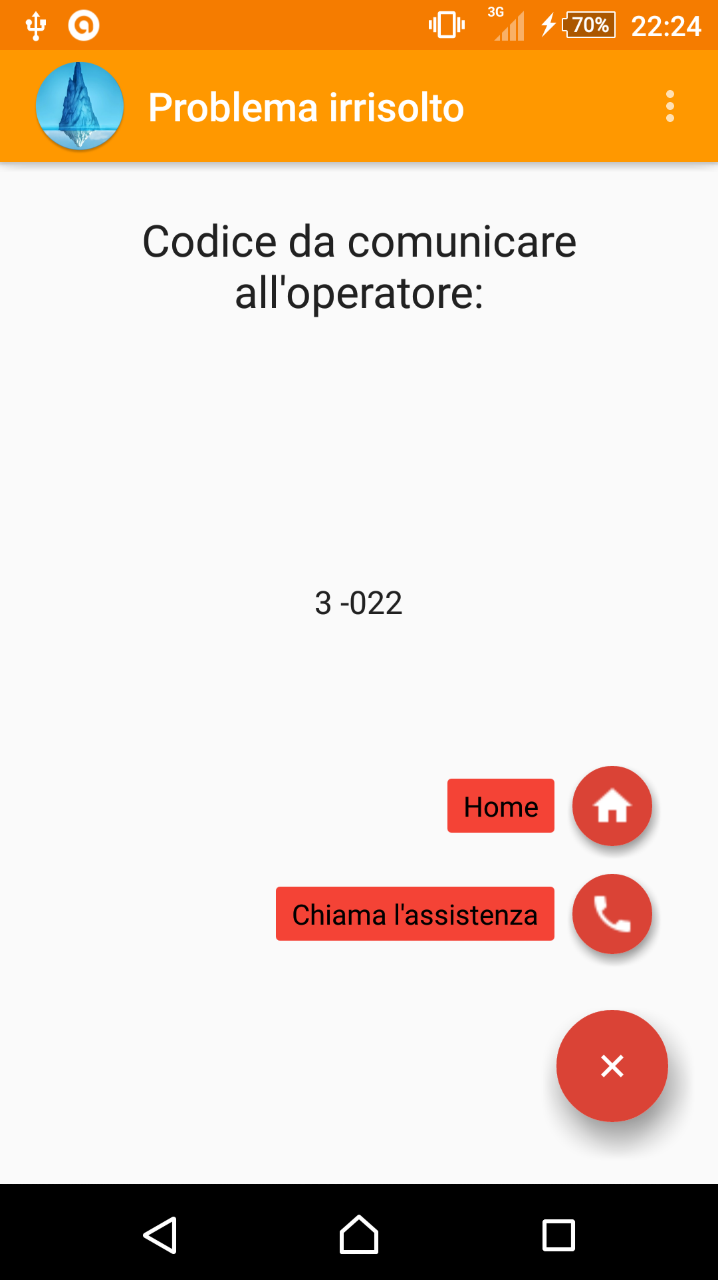 3G 70% 22:24
Problema irrisolto
Codice da comunicare
all'operatore:
3 -022
Home
Chiama l'assistenza